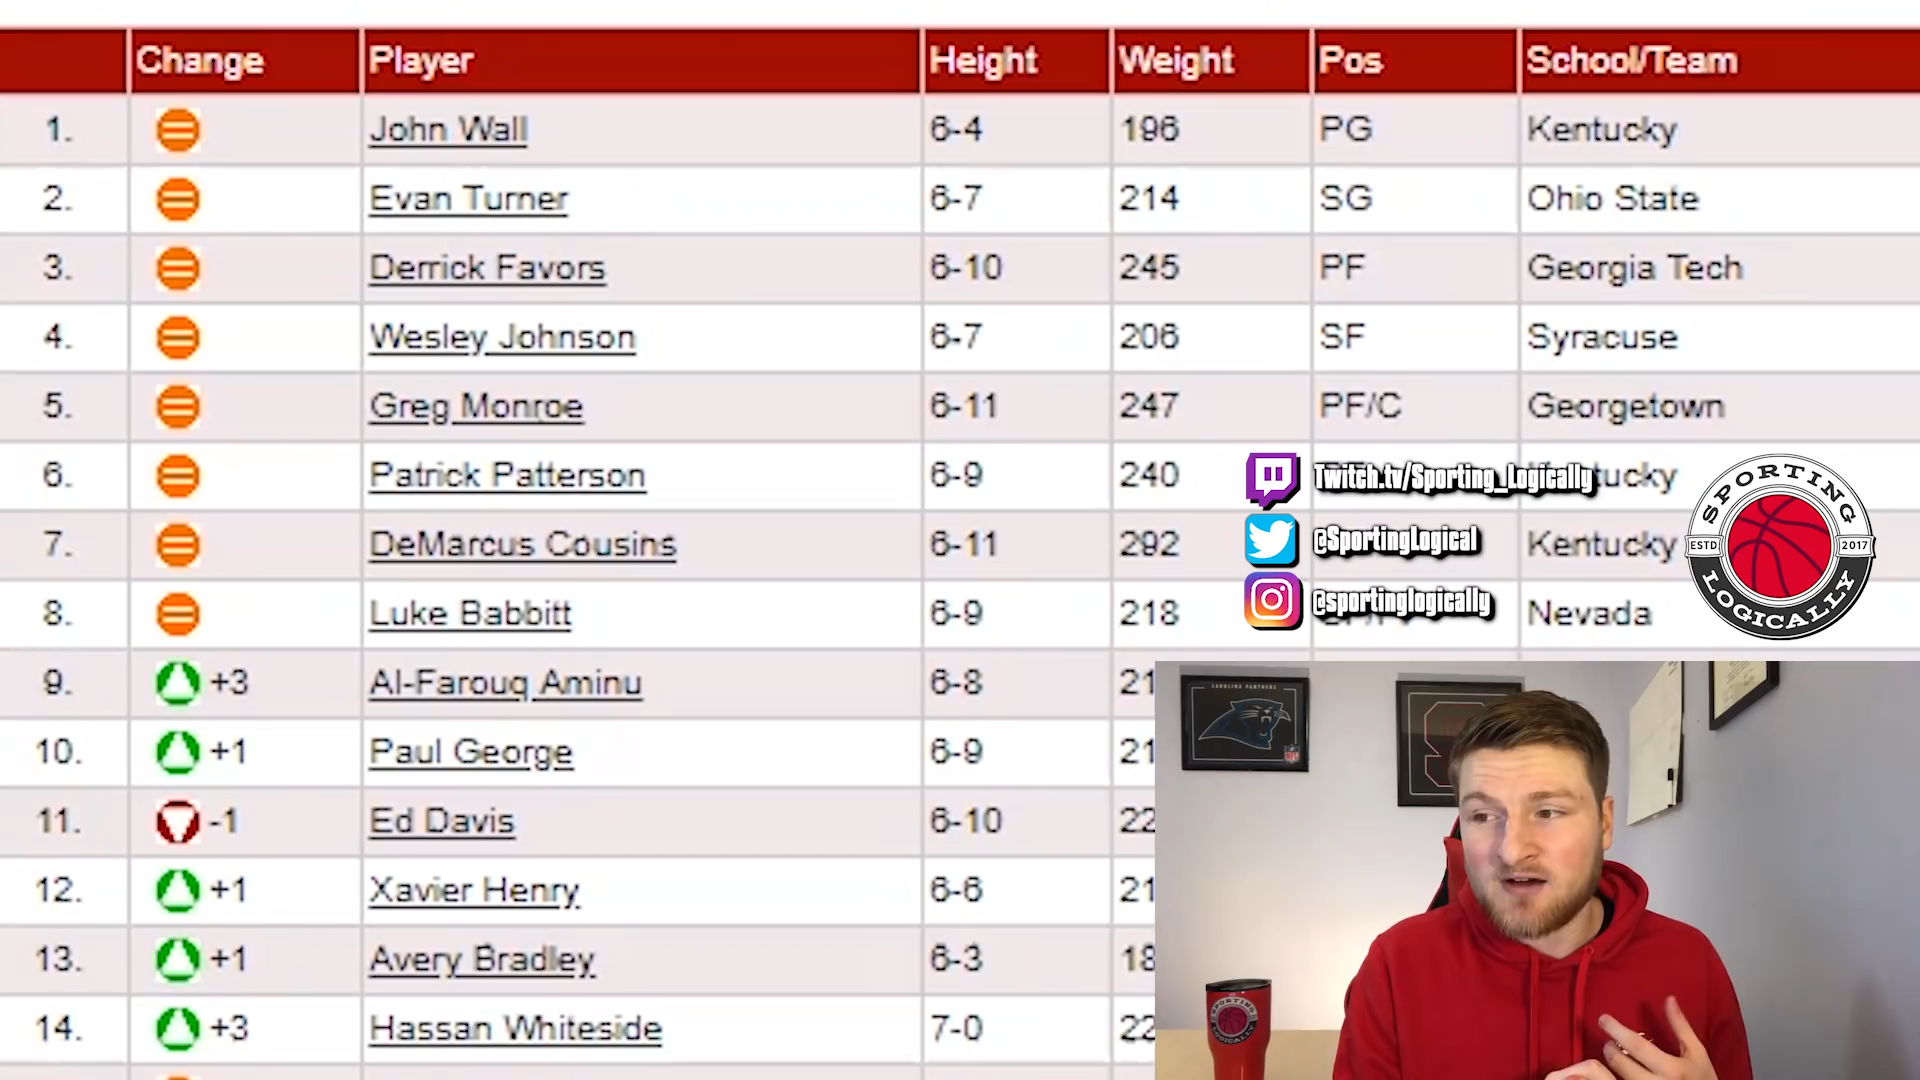 Change Player Height Weight Pos School/Team
1. John Wall 6-4 196 PG Kentucky
2. Evan Turner 6-7 214 SG Ohio State
3. Derrick Favors 6-10 245 PF Georgia Tech
4. Wesley Johnson 6-7 206 SF Syracuse
5. Greg Monroe 6-11 247 PF/C Georgetown
6. Patrick Patterson 6-9 240
Twitch.tv/Sporting_Logically
7. DeMarcus Cousins 6-11 292 Kentucky
@SportingLogical
8. Luke Babbitt 6-9 218 Nevada
@sportinglogically
SPORTING
ESTD 2017
LOGICALLY
9. +3 Al-Farouq Aminu 6-8
10. +1 Paul George 6-9
11. -1 Ed Davis 6-10
12. +1 Xavier Henry 6-6
13. +1 Avery Bradley 6-3
14. +3 Hassan Whiteside 7-0
CAROLINA PANTHERS
NFL
SPORTING
LOGICALLY